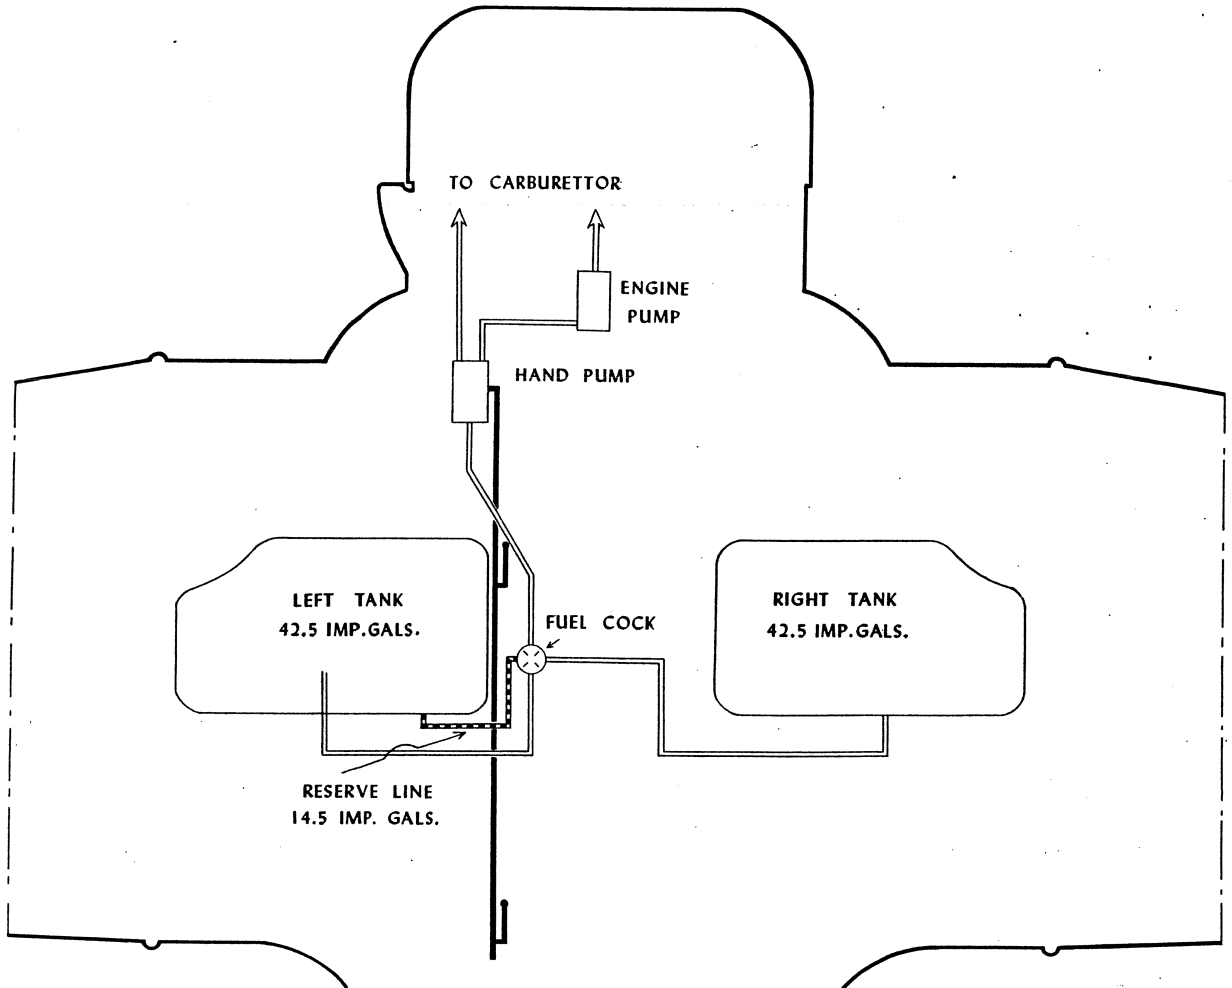 TO CARBURETTOR
ENGINE
PUMP
HAND PUMP
LEFT TANK
42.5 IMP.GALS.
RIGHT TANK
42.5 IMP.GALS.
FUEL COCK
RESERVE LINE
14.5 IMP. GALS.